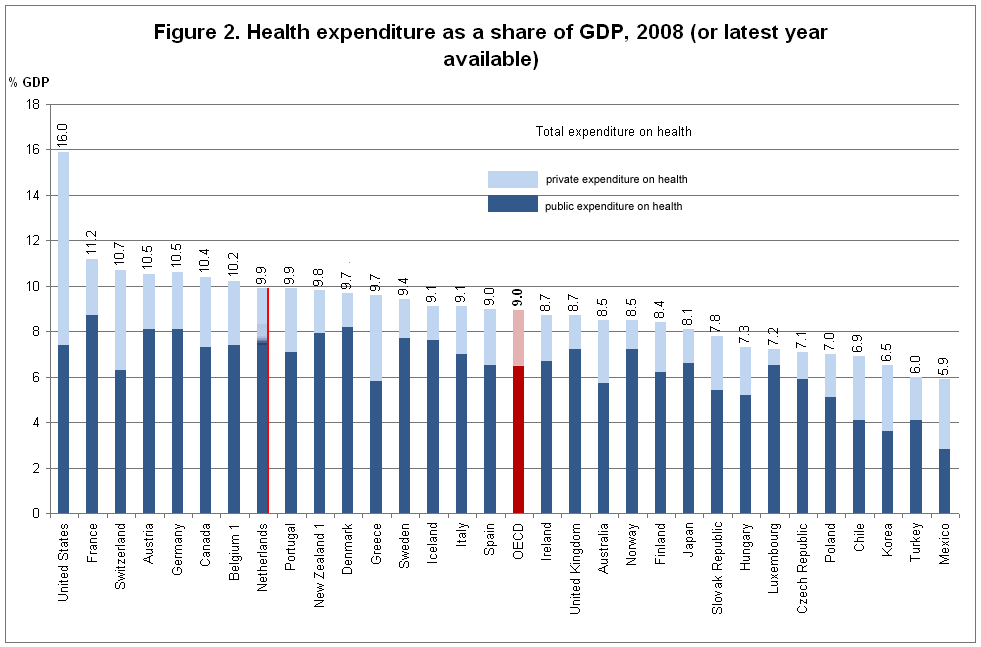 Figure 2. Health expenditure as a share of GDP, 2008 (or latest year
available)
% GDP
18
16
14
12
10
8
6
4
2
0
Total expenditure on health
private expenditure on health
public expenditure on health
16.0
11.2
10.7
10.5
10.5
10.4
10.2
9.9
9.9
9.8
9.7
9.7
9.4
9.1
9.1
9.0
9.0
8.7
8.7
8.5
8.5
8.4
8.1
7.8
7.3
7.2
7.1
7.0
6.9
6.5
6.0
5.9
United States
France
Switzerland
Austria
Germany
Canada
Belgium 1
Netherlands
Portugal
New Zealand 1
Denmark
Greece
Sweden
Iceland
Italy
Spain
OECD
Ireland
United Kingdom
Australia
Norway
Finland
Japan
Slovak Republic
Hungary
Luxembourg
Czech Republic
Poland
Chile
Korea
Turkey
Mexico